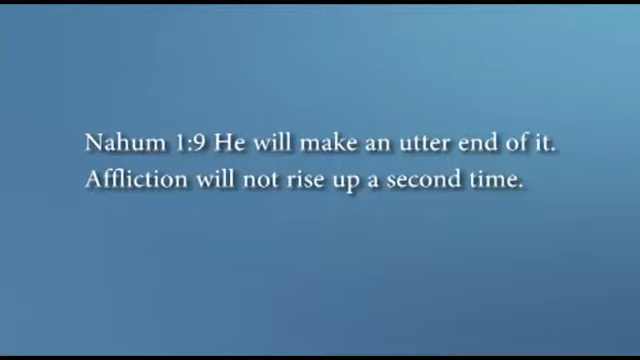 Nahum 1:9 He will make an utter end of it.
Affliction will not rise up a second time.